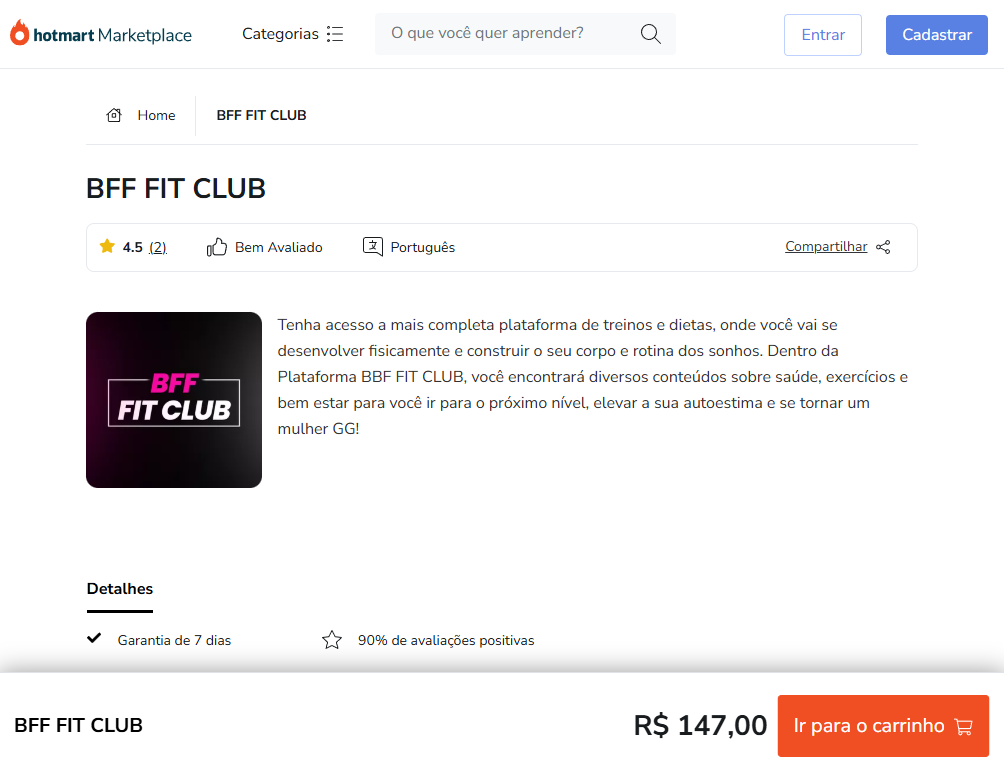 hotmart Marketplace
Categorias
O que você quer aprender?
Entrar
Cadastrar
Home
BFF FIT CLUB
BFF FIT CLUB
4.5 (2)
Bem Avaliado
Português
Compartilhar
BFF
FIT CLUB
Tenha acesso a mais completa plataforma de treinos e dietas, onde você vai se
desenvolver fisicamente e construir o seu corpo e rotina dos sonhos. Dentro da
Plataforma BBF FIT CLUB, você encontrará diversos conteúdos sobre saúde, exercícios e
bem estar para você ir para o próximo nível, elevar a sua autoestima e se tornar um
mulher GG!
Detalhes
Garantia de 7 dias
90% de avaliações positivas
BFF FIT CLUB
R$ 147,00
Ir para o carrinho